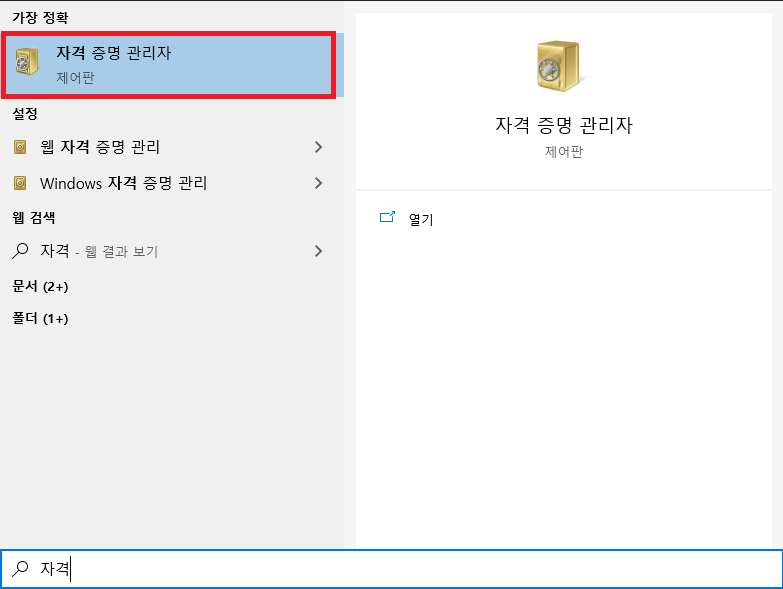 가장 정확
자격 증명 관리자
제어판
설정
웹 자격 증명 관리
Windows 자격 증명 관리
웹 검색
자격 - 웹 결과 보기
문서 (2+)
폴더 (1+)
자격 증명 관리자
제어판
열기
자격